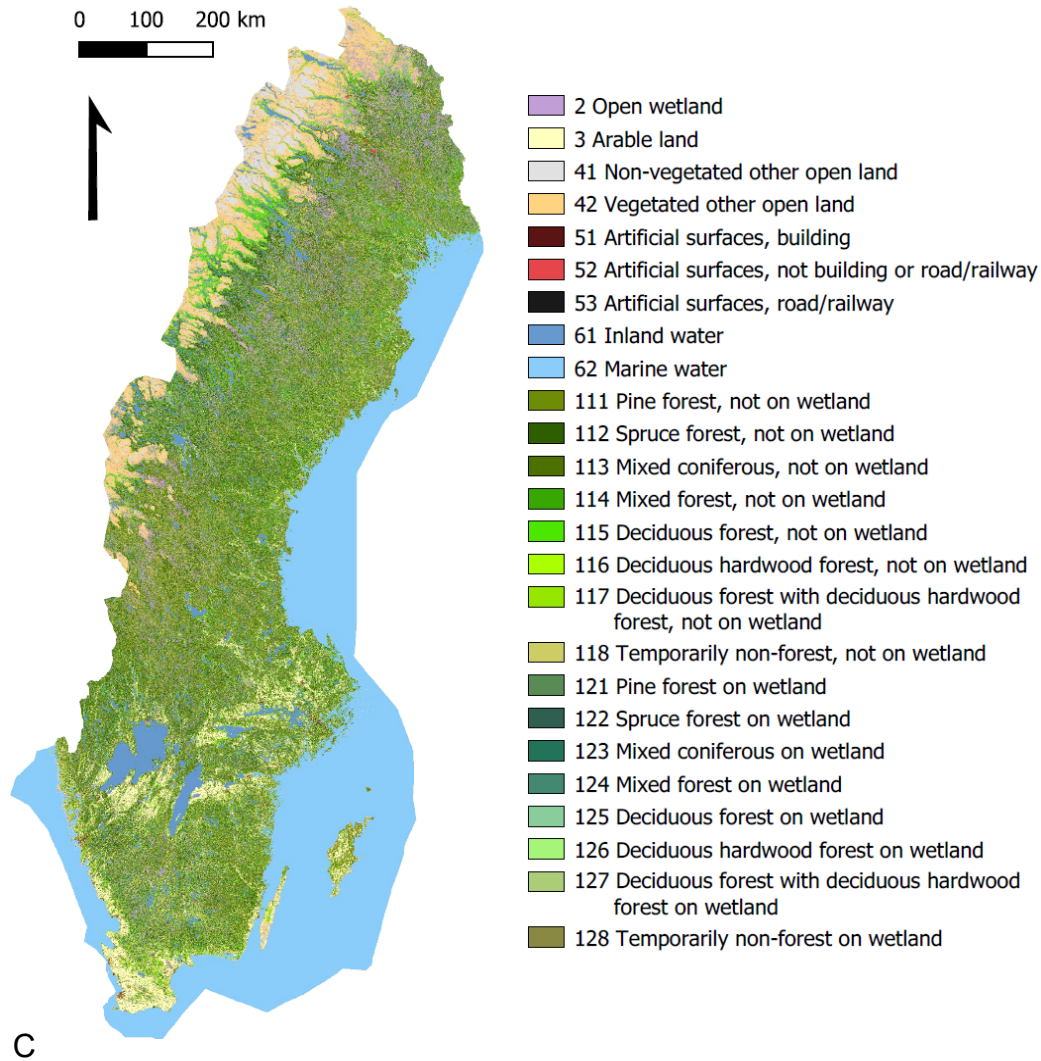 0 100 200 km
2 Open wetland
3 Arable land
41 Non-vegetated other open land
42 Vegetated other open land
51 Artificial surfaces, building
52 Artificial surfaces, not building or road/railway
53 Artificial surfaces, road/railway
61 Inland water
62 Marine water
111 Pine forest, not on wetland
112 Spruce forest, not on wetland
113 Mixed coniferous, not on wetland
114 Mixed forest, not on wetland
115 Deciduous forest, not on wetland
116 Deciduous hardwood forest, not on wetland
117 Deciduous forest with deciduous hardwood
forest, not on wetland
118 Temporarily non-forest, not on wetland
121 Pine forest on wetland
122 Spruce forest on wetland
123 Mixed coniferous on wetland
124 Mixed forest on wetland
125 Deciduous forest on wetland
126 Deciduous hardwood forest on wetland
127 Deciduous forest with deciduous hardwood
forest on wetland
128 Temporarily non-forest on wetland
C